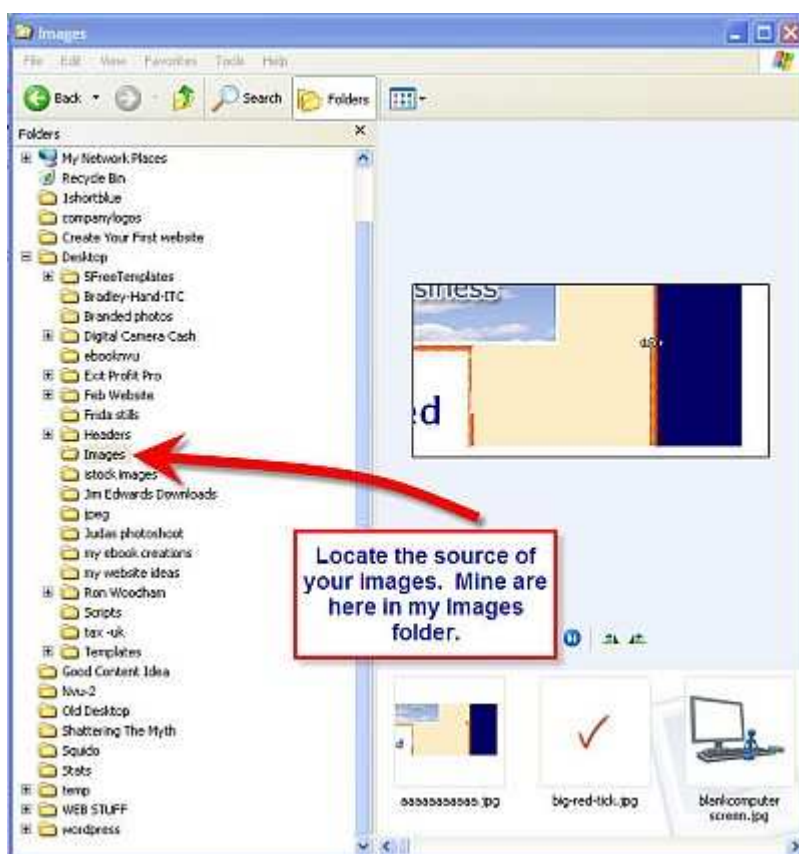 Images
File Edit View Favorites Tools Help
Back Search Folders
Folders
My Network Places
Recycle Bin
1shortblue
companylogos
Create Your First website
Desktop
5FreeTemplates
Bradley-Hand-ITC
Branded photos
Digital Camera Cash
ebooknvu
Exit Profit Pro
Feb Website
Frida stills
Headers
Images
istock images
Jim Edwards Downloads
jpeg
Judas photoshoot
my ebook creations
my website ideas
Ron Woodhan
Scripts
tax -uk
Templates
Good Content Idea
Nvu-2
Old Desktop
Shattering The Myth
Squido
Stats
temp
WEB STUFF
wordpress
siness
ed
Locate the source of
your images. Mine are
here in my Images
folder.
big-red-tick.jpg
blankcomputer
screen.jpg